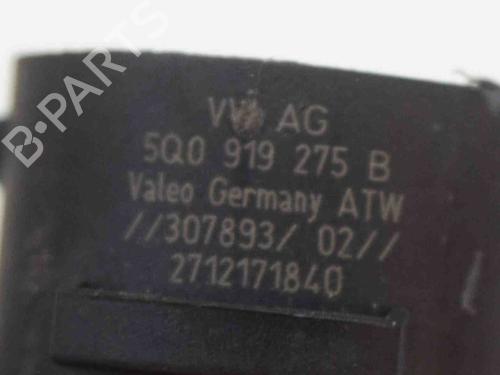 VW AG
5Q0 919 275 B
Valeo Germany ATW
//307893/ 02//
2712171840
B-PARTS